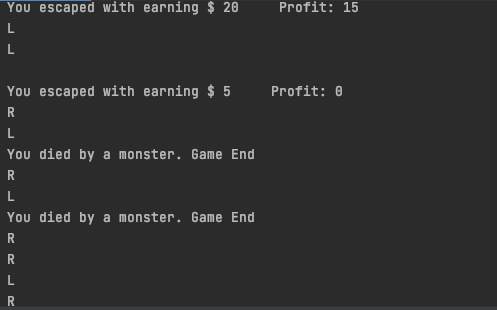 You escaped with earning $ 20     Profit: 15
L
L
You escaped with earning $ 5     Profit: 0
R
L
You died by a monster. Game End
R
L
You died by a monster. Game End
R
R
L
R